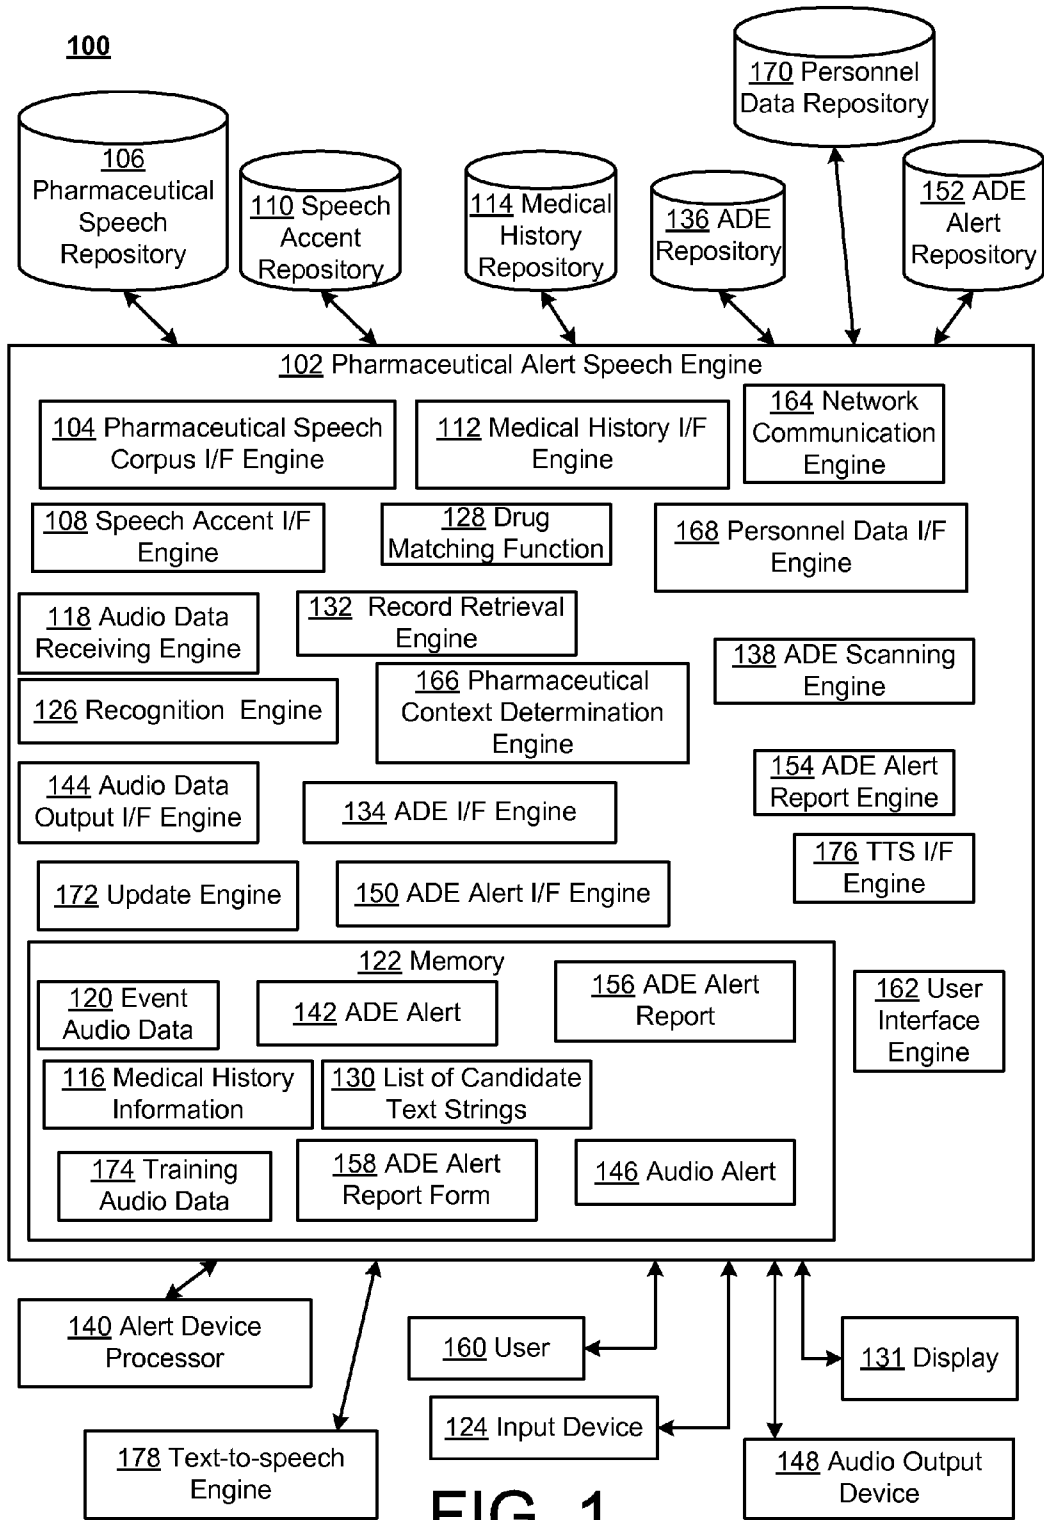 100
170 Personnel
Data Repository
106
Pharmaceutical
Speech
Repository
110 Speech
Accent
Repository
114 Medical
History
Repository
136 ADE
Repository
152 ADE
Alert
Repository
102 Pharmaceutical Alert Speech Engine
104 Pharmaceutical Speech
Corpus I/F Engine
112 Medical History I/F
Engine
164 Network
Communication
Engine
108 Speech Accent I/F
Engine
128 Drug
Matching Function
168 Personnel Data I/F
Engine
118 Audio Data
Receiving Engine
132 Record Retrieval
Engine
138 ADE Scanning
Engine
126 Recognition Engine
166 Pharmaceutical
Context Determination
Engine
144 Audio Data
Output I/F Engine
134 ADE I/F Engine
154 ADE Alert
Report Engine
176 TTS I/F
Engine
172 Update Engine
150 ADE Alert I/F Engine
122 Memory
120 Event
Audio Data
142 ADE Alert
156 ADE Alert
Report
162 User
Interface
Engine
116 Medical History
Information
130 List of Candidate
Text Strings
174 Training
Audio Data
158 ADE Alert
Report Form
146 Audio Alert
140 Alert Device
Processor
160 User
131 Display
124 Input Device
178 Text-to-speech
Engine
148 Audio Output
Device
FIG. 1